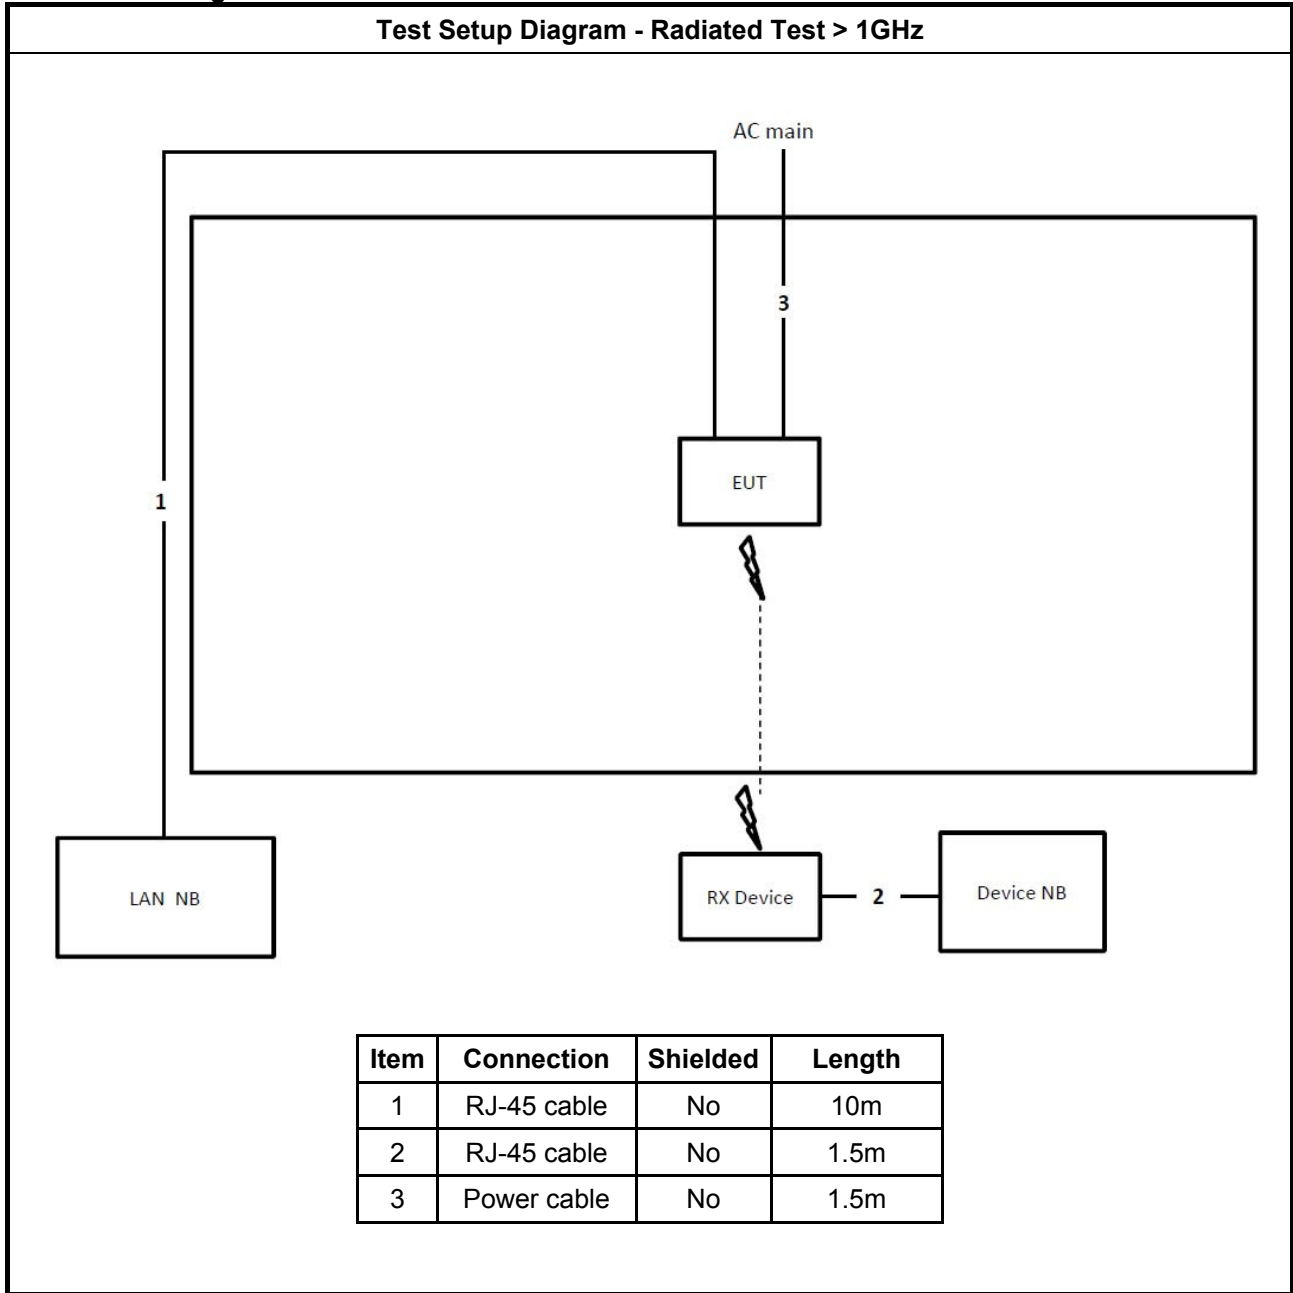 Test Setup Diagram - Radiated Test > 1GHz
AC main
3
EUT
1
LAN NB
RX Device
2
Device NB
Item Connection Shielded Length
1 RJ-45 cable No 10m
2 RJ-45 cable No 1.5m
3 Power cable No 1.5m